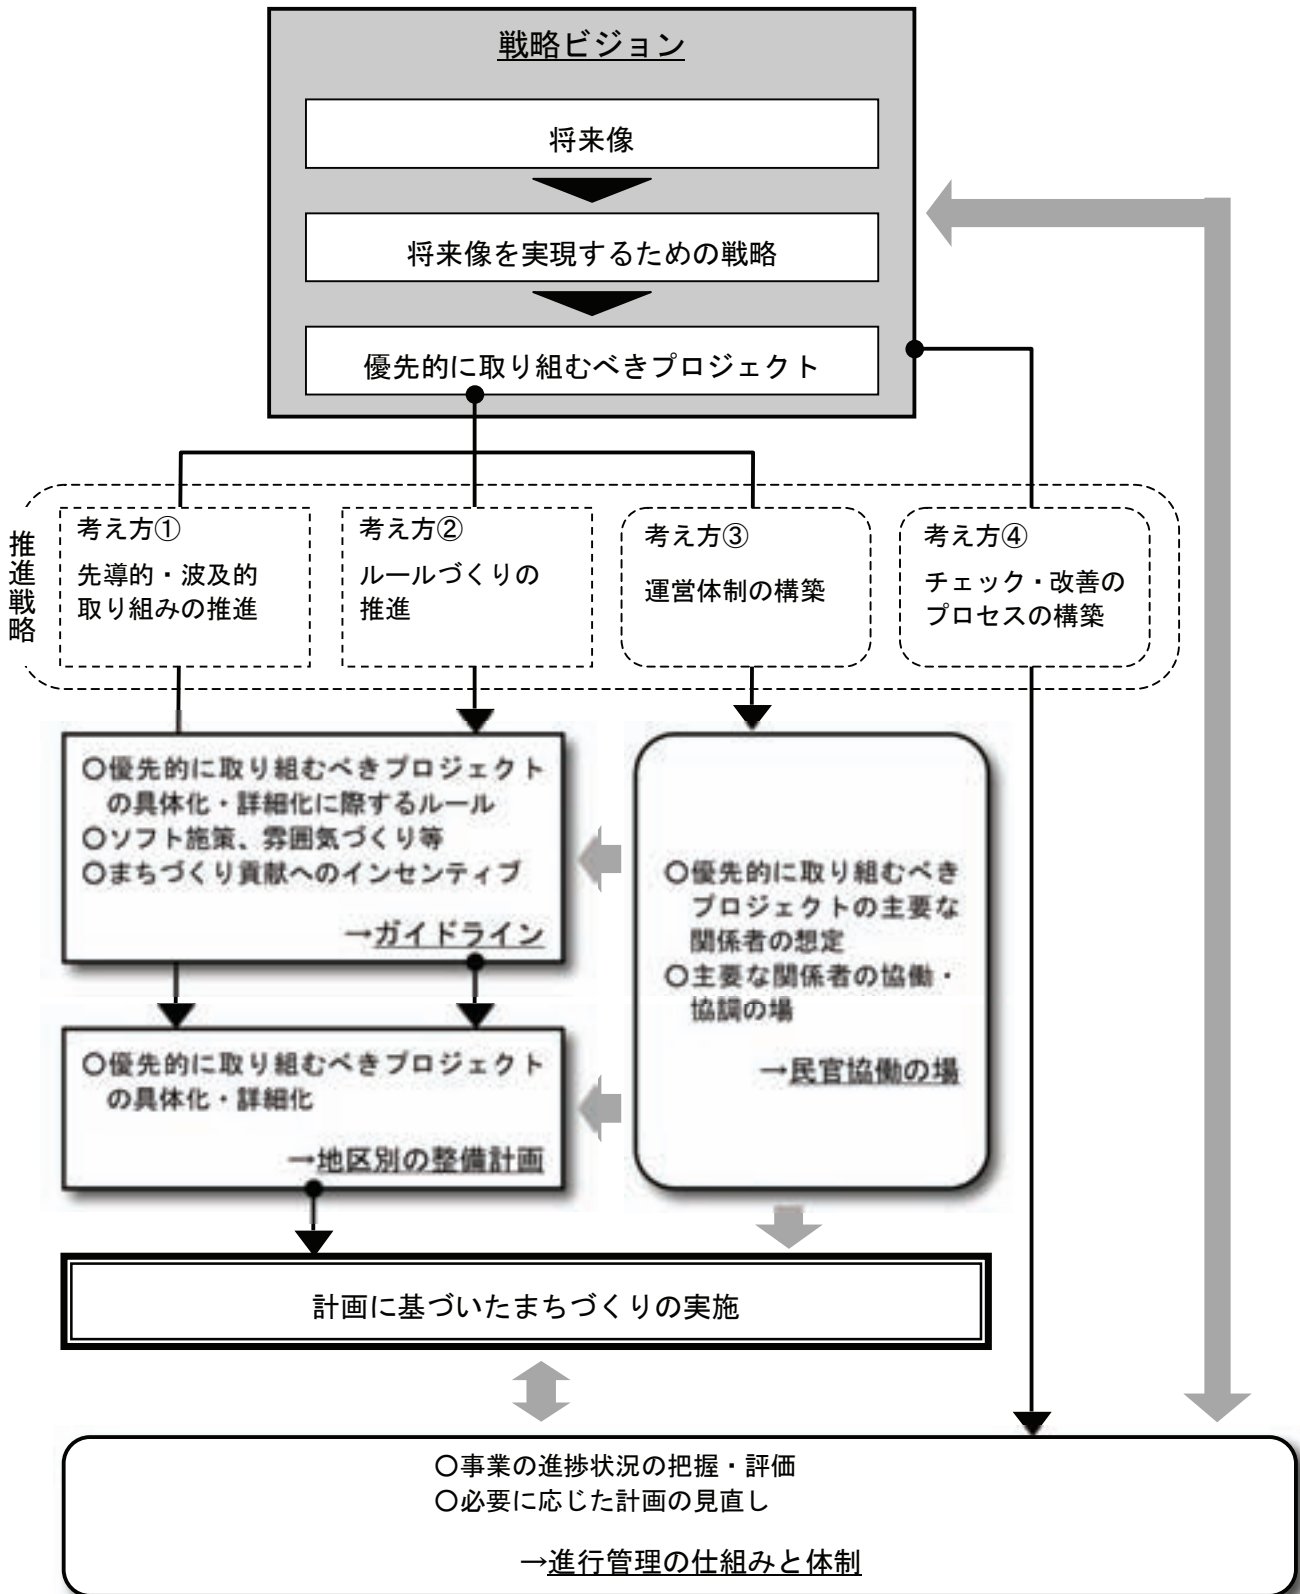 戦略ビジョン
将来像
将来像を実現するための戦略
優先的に取り組むべきプロジェクト
推進戦略
考え方①
先導的・波及的
取り組みの推進
考え方②
ルールづくりの
推進
考え方③
運営体制の構築
考え方④
チェック・改善の
プロセスの構築
○優先的に取り組むべきプロジェクト
の具体化・詳細化に際するルール
○ソフト施策、雰囲気づくり等
○まちづくり貢献へのインセンティブ
→ガイドライン
○優先的に取り組むべき
プロジェクトの主要な
関係者の想定
○主要な関係者の協働・
協調の場
→民官協働の場
○優先的に取り組むべきプロジェクト
の具体化・詳細化
→地区別の整備計画
計画に基づいたまちづくりの実施
○事業の進捗状況の把握・評価
○必要に応じた計画の見直し
→進行管理の仕組みと体制